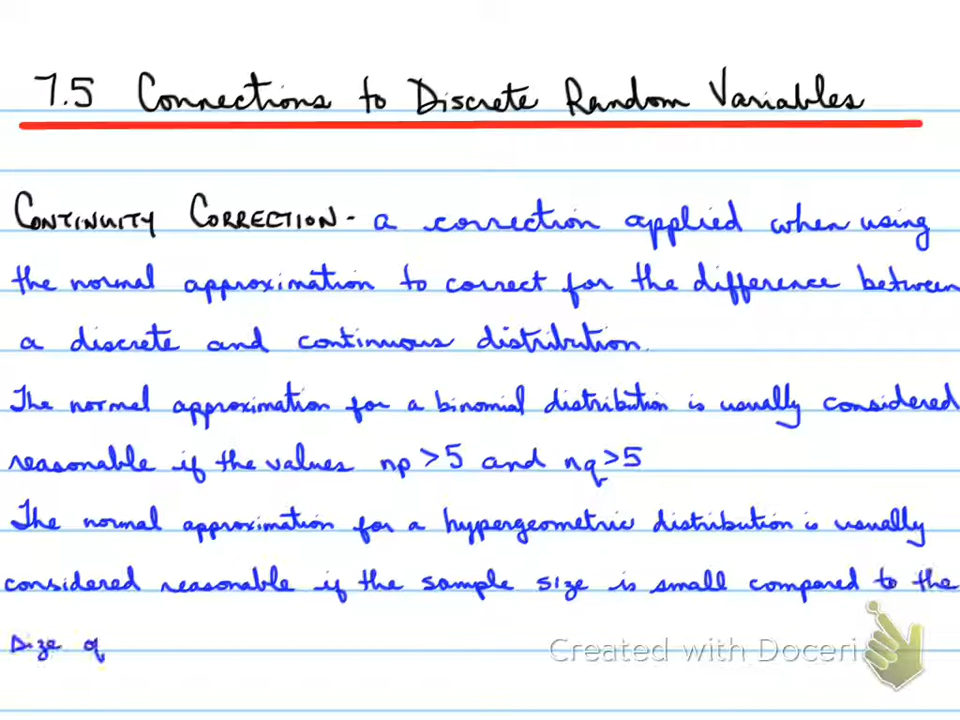 7.5 Connections to Discrete Random Variables
CONTINUITY CORRECTION - a correction applied when using
the normal approximation to correct for the difference between
a discrete and continuous distribution.
The normal approximation for a binomial distribution is usually considered
reasonable if the values np > 5 and nq > 5
The normal approximation for a hypergeometric distribution is usually
considered reasonable if the sample size is small compared to the
size of
Created with Doceri